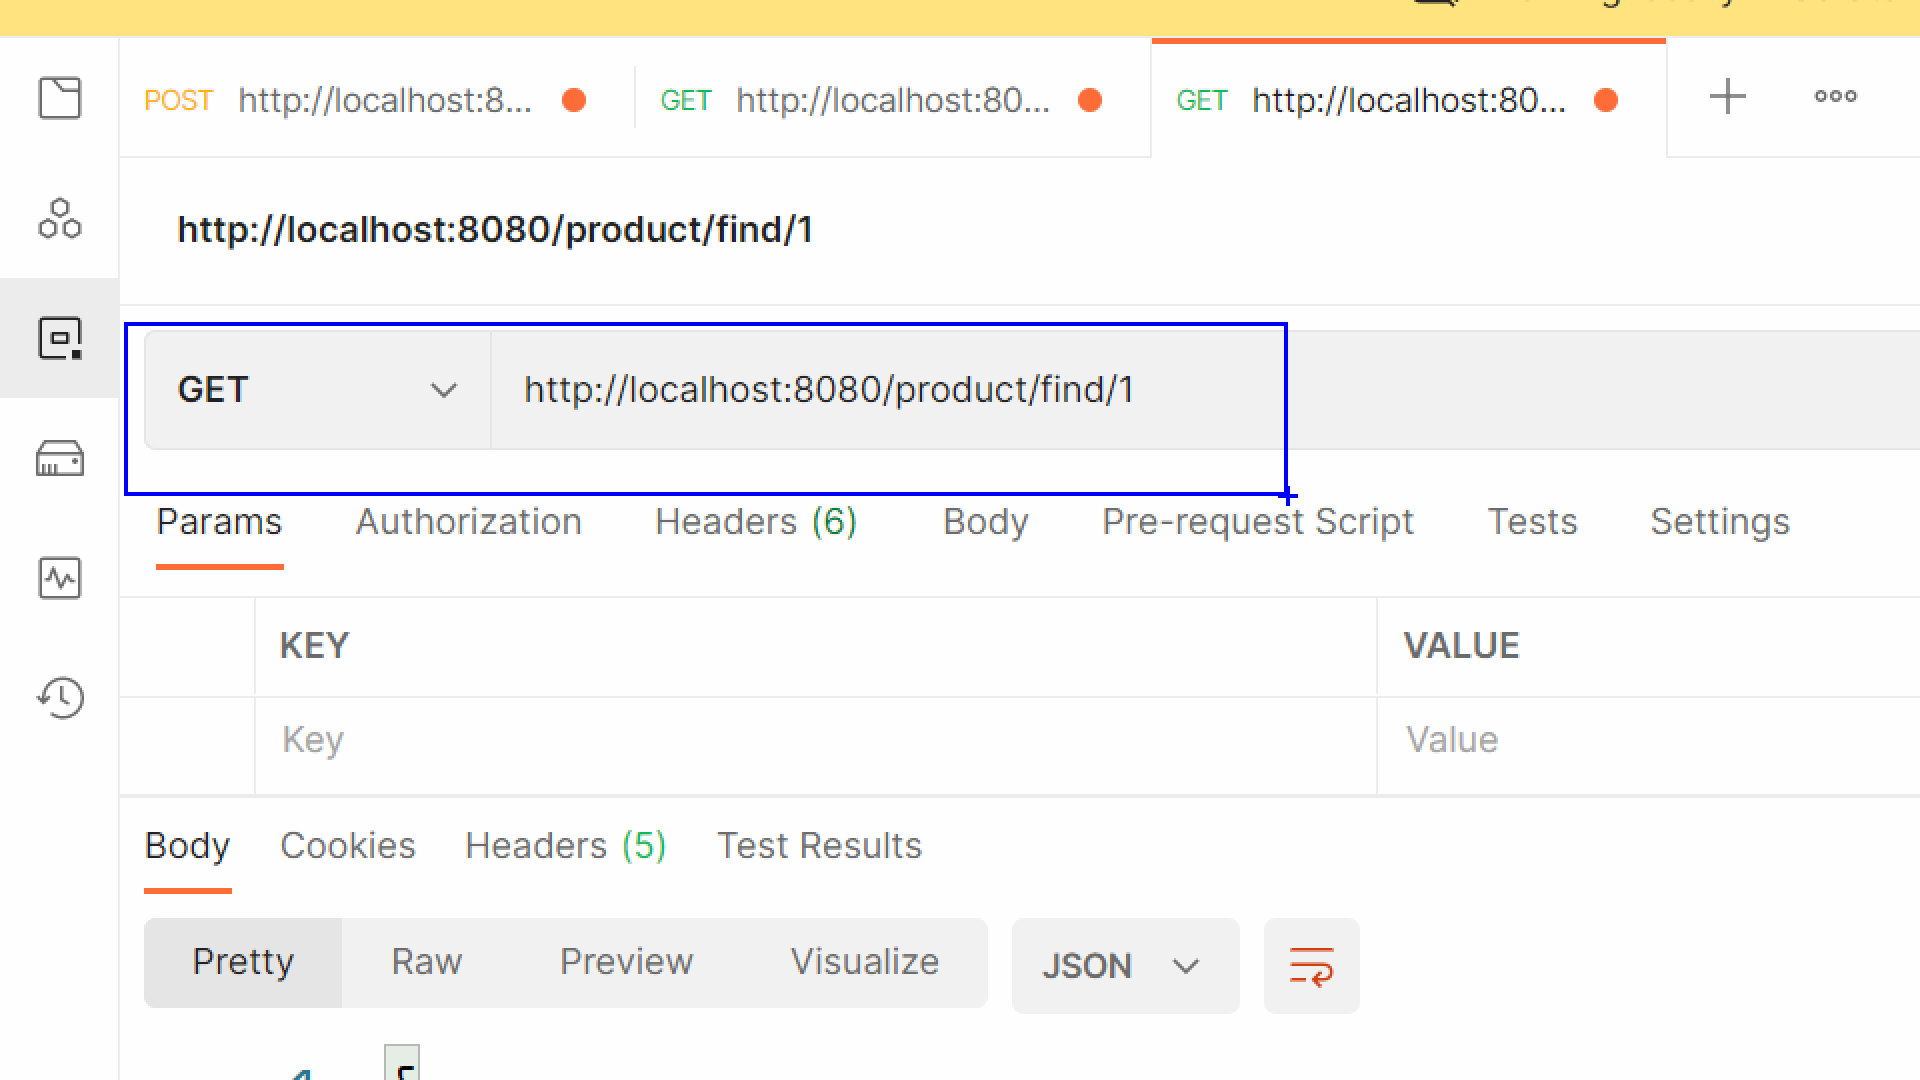 POST http://localhost:8... GET http://localhost:80... GET http://localhost:80...
http://localhost:8080/product/find/1
GET http://localhost:8080/product/find/1
Params Authorization Headers (6) Body Pre-request Script Tests Settings
KEY VALUE
Key Value
Body Cookies Headers (5) Test Results
Pretty Raw Preview Visualize JSON